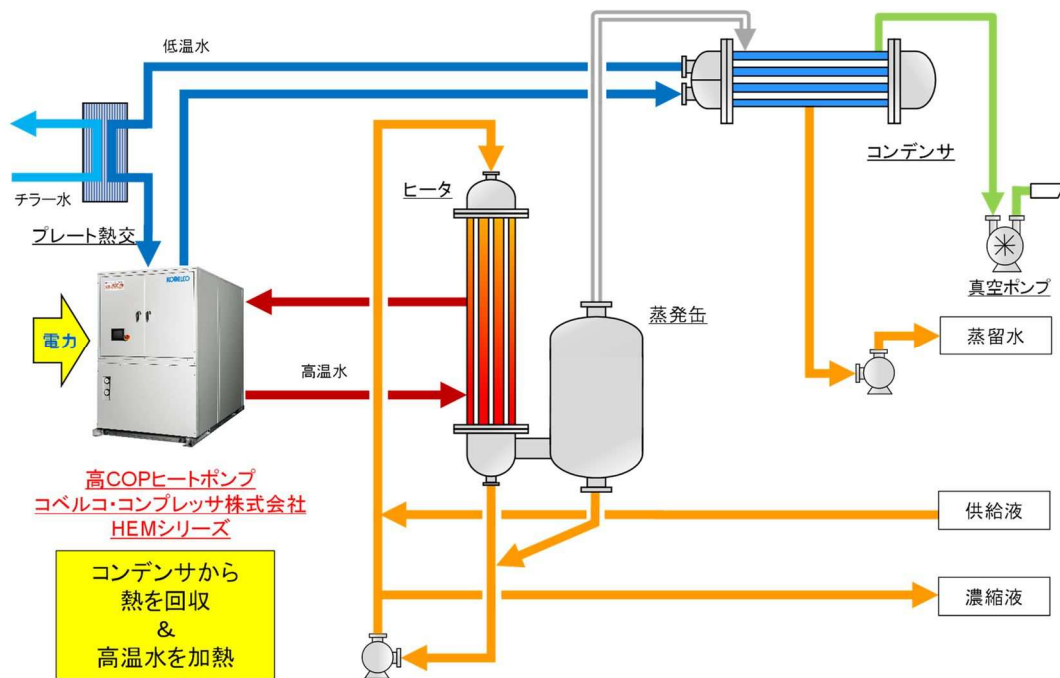 低温水
コンデンサ
チラー水
プレート熱交
ヒータ
真空ポンプ
蒸発缶
蒸留水
KOBELCO
電力
高温水
高COPヒートポンプ
コベルコ・コンプレッサ株式会社
HEMシリーズ
供給液
コンデンサから
熱を回収
&
高温水を加熱
濃縮液